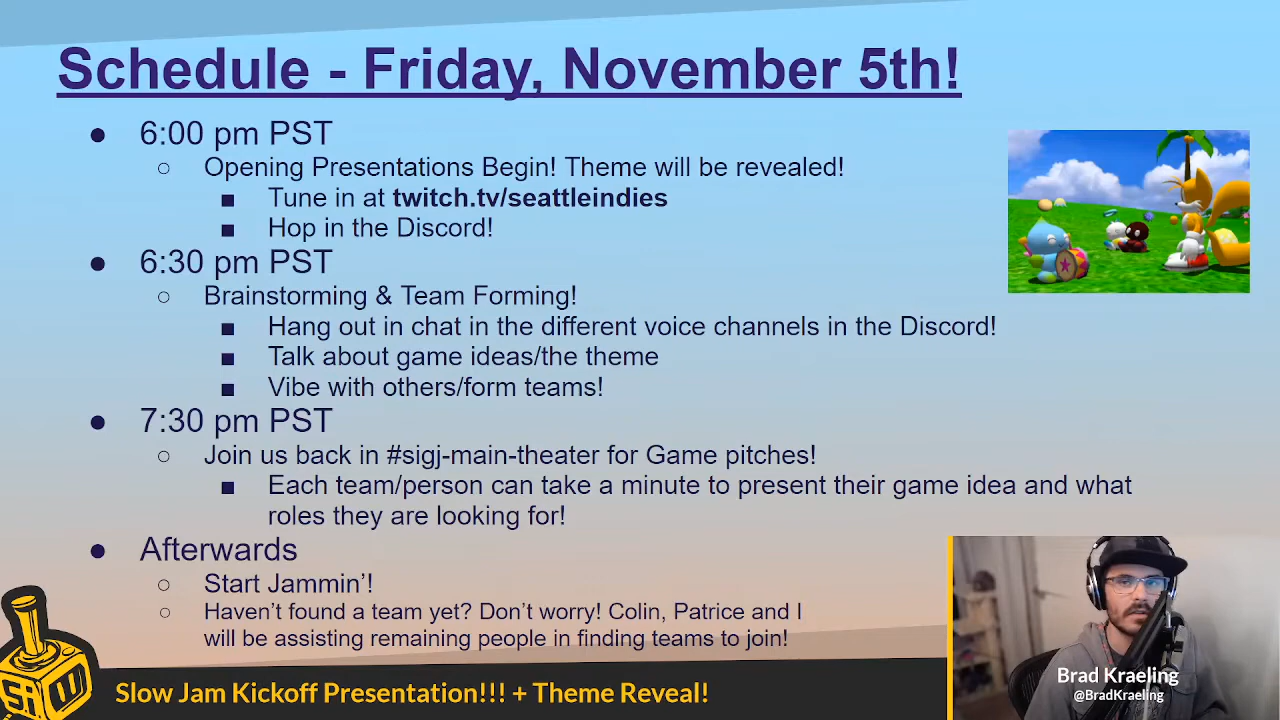 Schedule - Friday, November 5th!
● 6:00 pm PST
○ Opening Presentations Begin! Theme will be revealed!
■ Tune in at twitch.tv/seattleindies
■ Hop in the Discord!
● 6:30 pm PST
○ Brainstorming & Team Forming!
■ Hang out in chat in the different voice channels in the Discord!
■ Talk about game ideas/the theme
■ Vibe with others/form teams!
● 7:30 pm PST
○ Join us back in #sigj-main-theater for Game pitches!
■ Each team/person can take a minute to present their game idea and what
roles they are looking for!
● Afterwards
○ Start Jammin’!
○ Haven’t found a team yet? Don’t worry! Colin, Patrice and I
will be assisting remaining people in finding teams to join!
Brad Kraeling
@BradKraeling
Slow Jam Kickoff Presentation!!! + Theme Reveal!